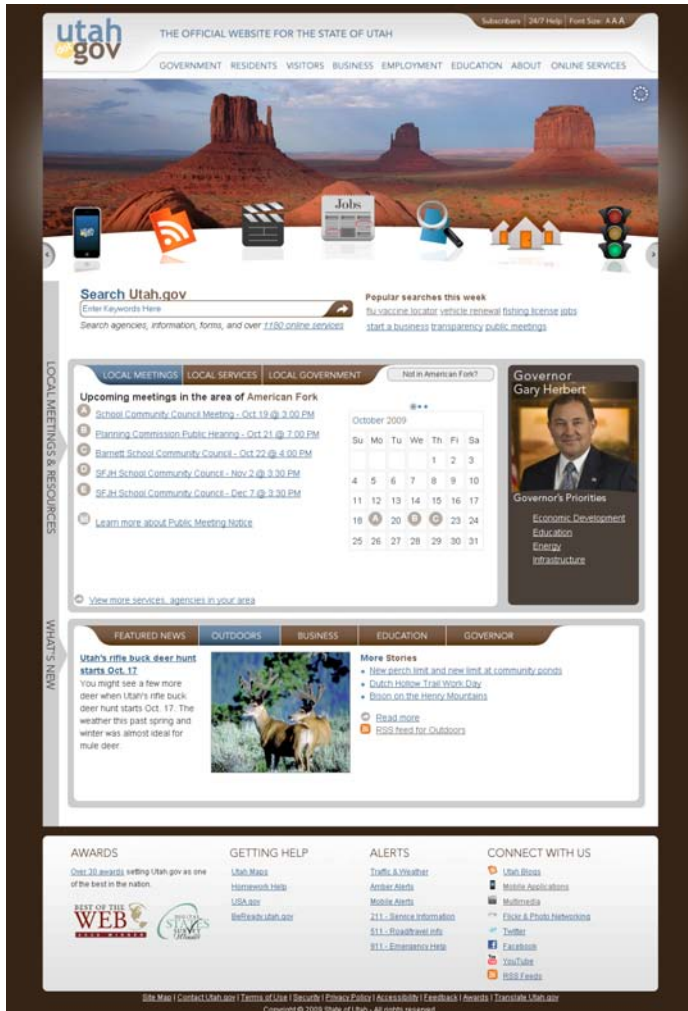 Subscribers | 24/7 Help | Font Size: A A A
utah
gov
THE OFFICIAL WEBSITE FOR THE STATE OF UTAH
GOVERNMENT RESIDENTS VISITORS BUSINESS EMPLOYMENT EDUCATION ABOUT ONLINE SERVICES
Jobs
Search Utah.gov
Enter Keywords Here
Search agencies, information, forms, and over 1180 online services
Popular searches this week
flu vaccine locator vehicle renewal fishing license jobs
start a business transparency public meetings
LOCAL MEETINGS & RESOURCES
LOCAL MEETINGS LOCAL SERVICES LOCAL GOVERNMENT
Not in American Fork?
Upcoming meetings in the area of American Fork
A School Community Council Meeting - Oct 19 @ 3:00 PM
B Planning Commission Public Hearing - Oct 21 @ 7:00 PM
C Barnett School Community Council - Oct 22 @ 4:00 PM
D SFJH School Community Council - Nov 2 @ 3:30 PM
E SFJH School Community Council - Dec 7 @ 3:30 PM
Learn more about Public Meeting Notice
View more services, agencies in your area
October 2009
Su Mo Tu We Th Fri Sa
1 2 3
4 5 6 7 8 9 10
11 12 13 14 15 16 17
18 A 20 B C 23 24
25 26 27 28 29 30 31
Governor
Gary Herbert
Governor's Priorities
Economic Development
Education
Energy
Infrastructure
WHAT'S NEW
FEATURED NEWS OUTDOORS BUSINESS EDUCATION GOVERNOR
Utah's rifle buck deer hunt
starts Oct. 17
You might see a few more
deer when Utah's rifle buck
deer hunt starts Oct. 17. The
weather this past spring and
winter was almost ideal for
mule deer.
More Stories
New perch limit and new limit at community ponds
Dutch Hollow Trail Work Day
Bison on the Henry Mountains
Read more
RSS feed for Outdoors
AWARDS
Over 30 awards setting Utah.gov as one
of the best in the nation.
BEST OF THE
WEB
2009 WINNER
GETTING HELP
Utah Maps
Homework Help
USA.gov
BeReady.utah.gov
ALERTS
Traffic & Weather
Amber Alerts
Mobile Alerts
211 - Service Information
511 - Road/travel info
911 - Emergency Help
CONNECT WITH US
Utah Blogs
Mobile Applications
Multimedia
Flickr & Photo Networking
Twitter
Facebook
YouTube
RSS Feeds
Site Map | Contact Utah.gov | Terms of Use | Security | Privacy Policy | Accessibility | Feedback | Awards | Translate Utah.gov
Copyright © 2009 State of Utah - All rights reserved.